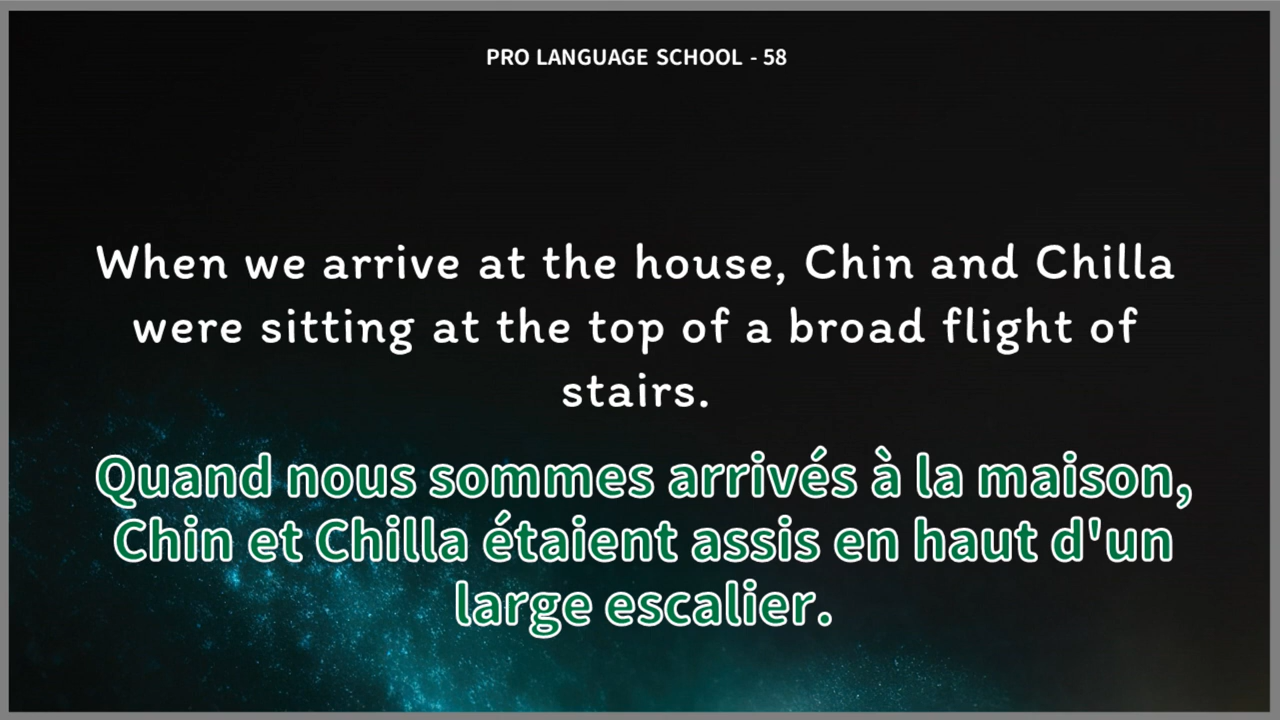 PRO LANGUAGE SCHOOL - 58
When we arrive at the house, Chin and Chilla
were sitting at the top of a broad flight of
stairs.
Quand nous sommes arrivés à la maison,
Chin et Chilla étaient assis en haut d'un
large escalier.